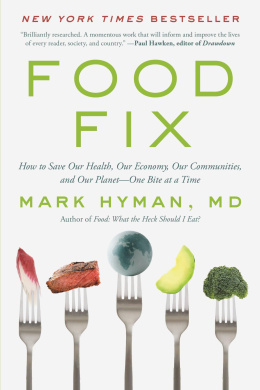 NEW YORK TIMES BESTSELLER
"Brilliantly researched. A momentous work that will inform and improve the lives
of every reader, society, and country." —Paul Hawken, editor of Drawdown
FOOD
FIX
How to Save Our Health, Our Economy, Our Communities,
and Our Planet—One Bite at a Time
MARK HYMAN, MD
Author of Food: What the Heck Should I Eat?